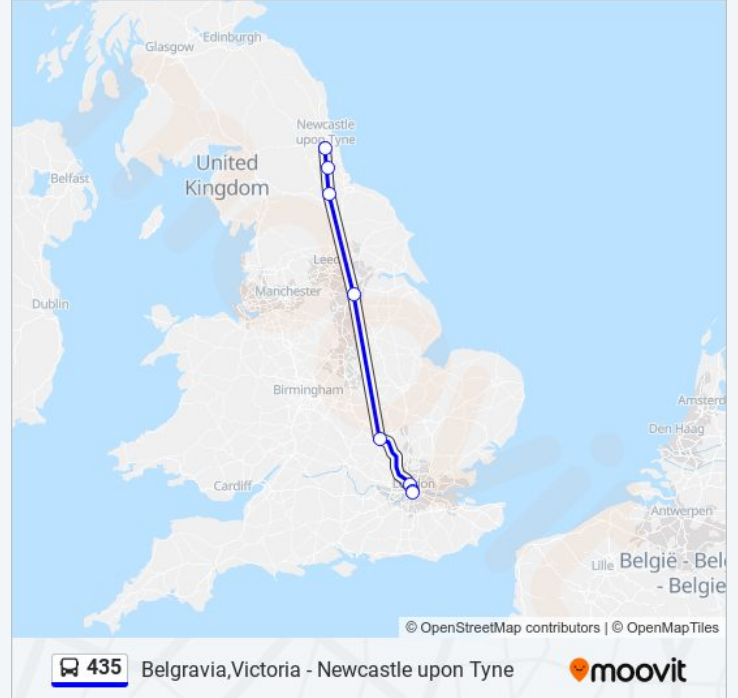 Edinburgh
Glasgow
Newcastle
upon Tyne
Belfast
United
Kingdom
Dublin
Manchester
Birmingham
Cardiff
Amsterd
Den Haag
Antwerpen
Lille
België - Bel
- Belgie
© OpenStreetMap contributors | © OpenMapTiles
435
Belgravia,Victoria - Newcastle upon Tyne
moovit